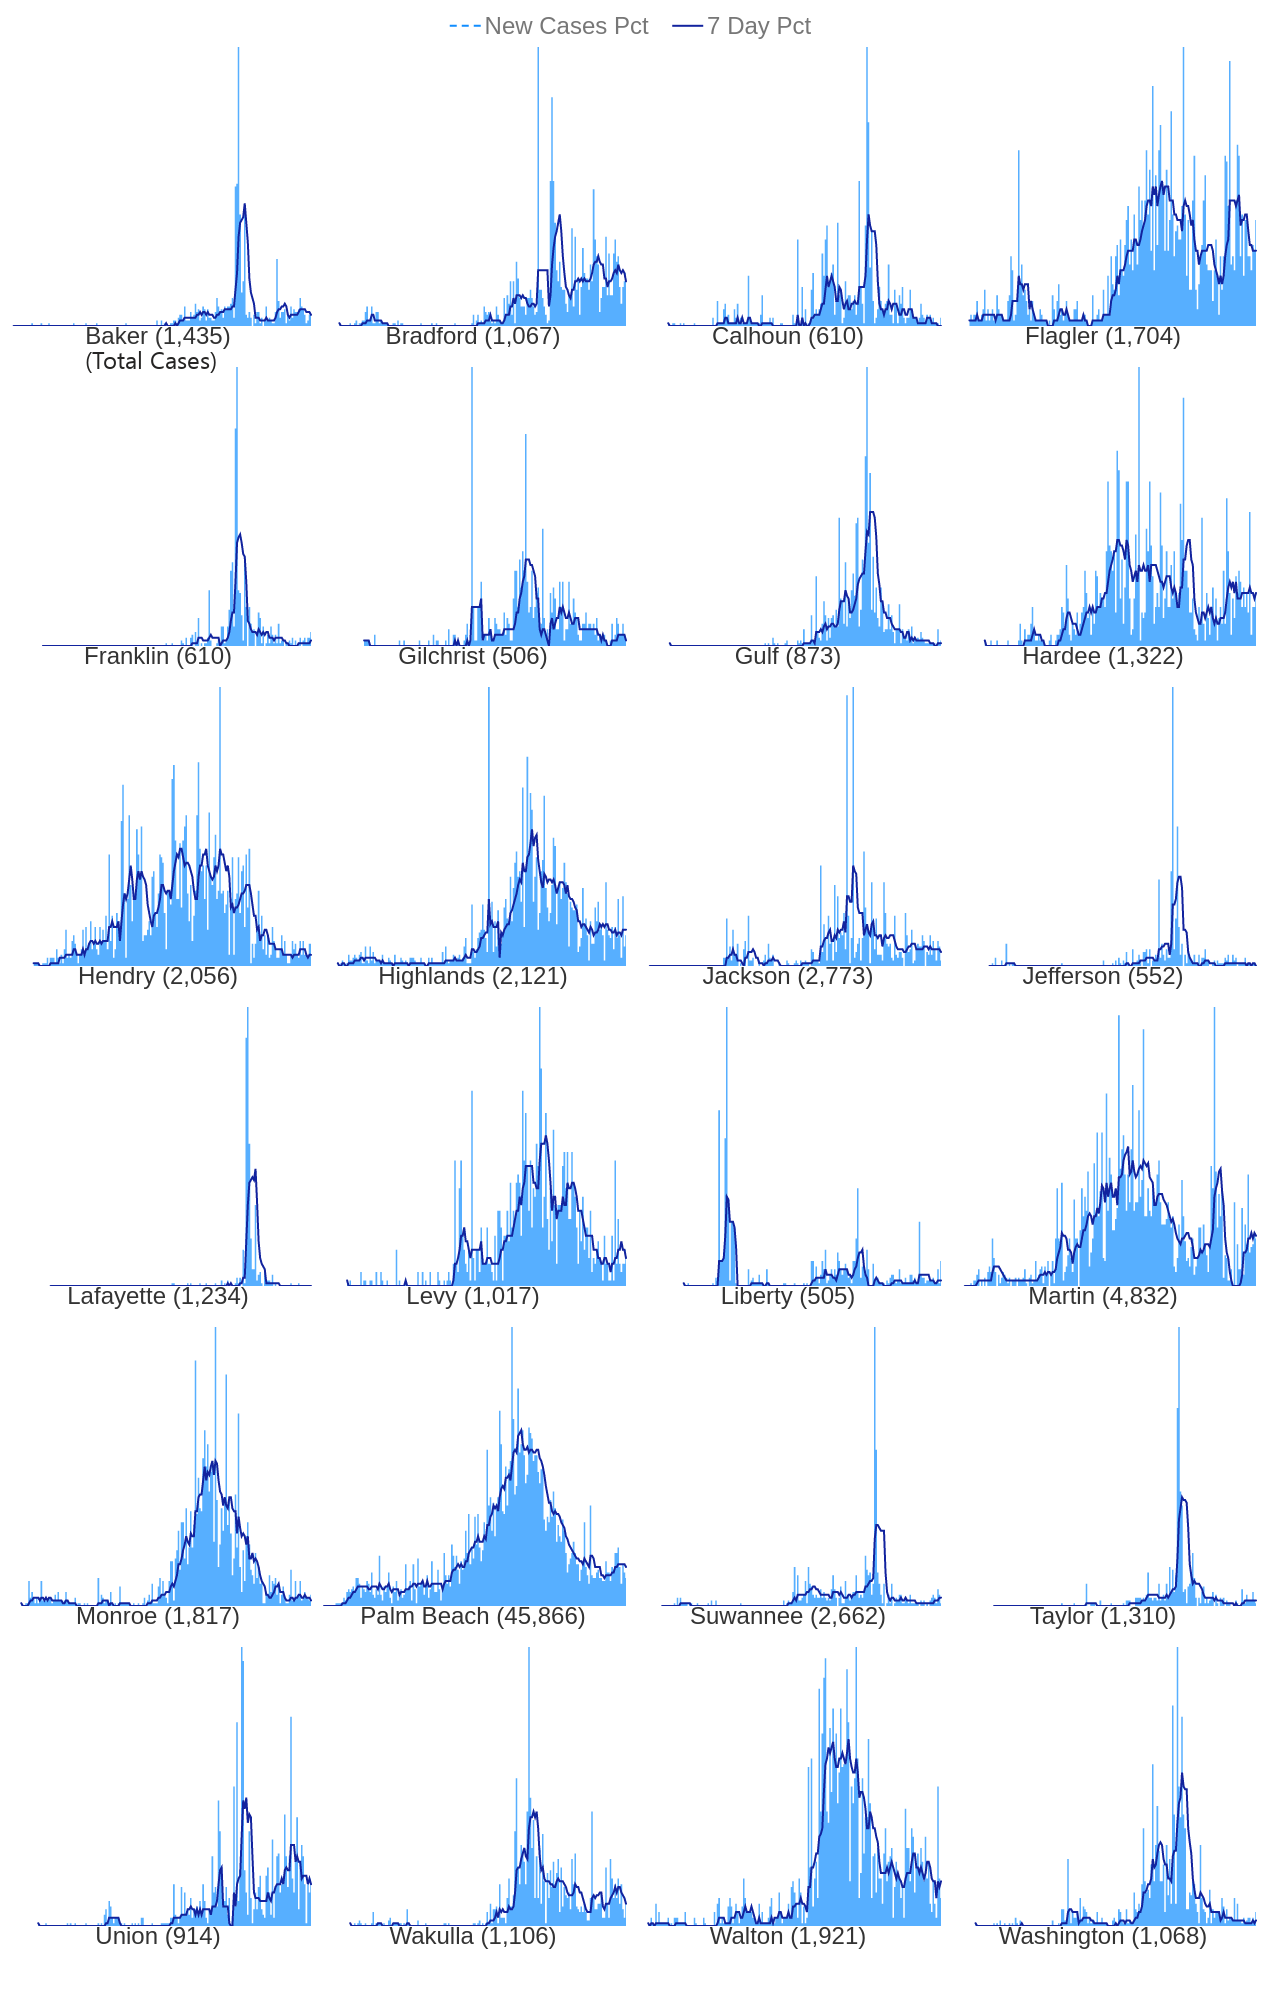 New Cases Pct 7 Day Pct
Baker (1,435) Bradford (1,067) Calhoun (610) Flagler (1,704)
(Total Cases)
Franklin (610) Gilchrist (506) Gulf (873) Hardee (1,322)
Hendry (2,056) Highlands (2,121) Jackson (2,773) Jefferson (552)
Lafayette (1,234) Levy (1,017) Liberty (505) Martin (4,832)
Monroe (1,817) Palm Beach (45,866) Suwannee (2,662) Taylor (1,310)
Union (914) Wakulla (1,106) Walton (1,921) Washington (1,068)